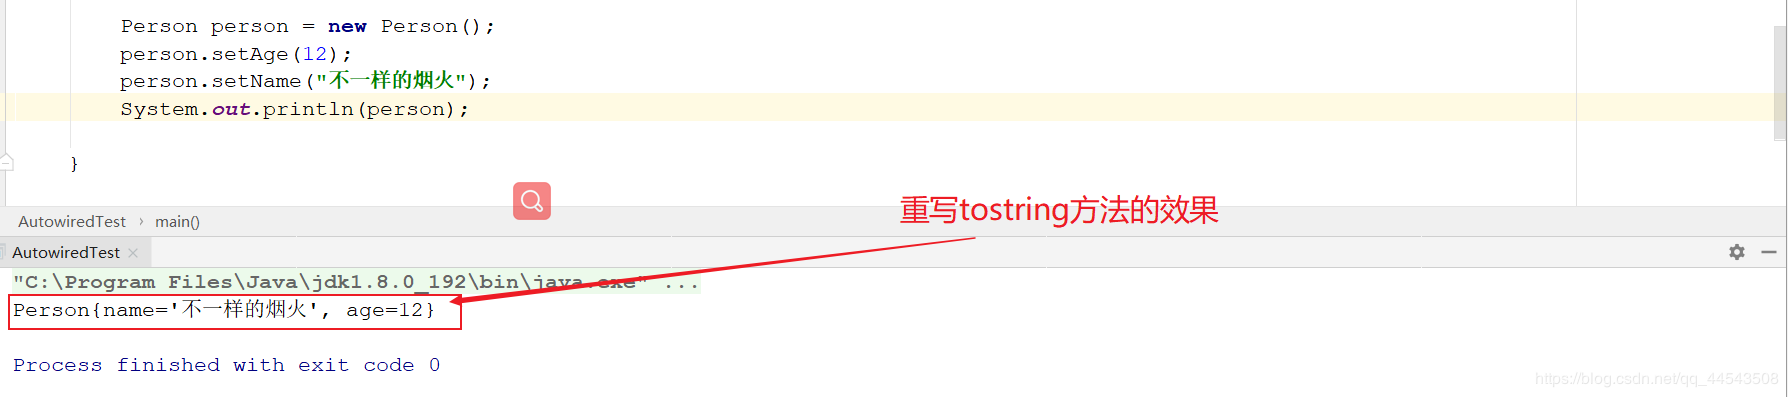 Person person = new Person();
person.setAge(12);
person.setName("不一样的烟火");
System.out.println(person);
}
重写tostring方法的效果
AutowiredTest › main()
AutowiredTest ×
"C:\Program Files\Java\jdk1.8.0_192\bin\java.exe" ...
Person{name='不一样的烟火', age=12}
Process finished with exit code 0
https://blog.csdn.net/qq_44543508